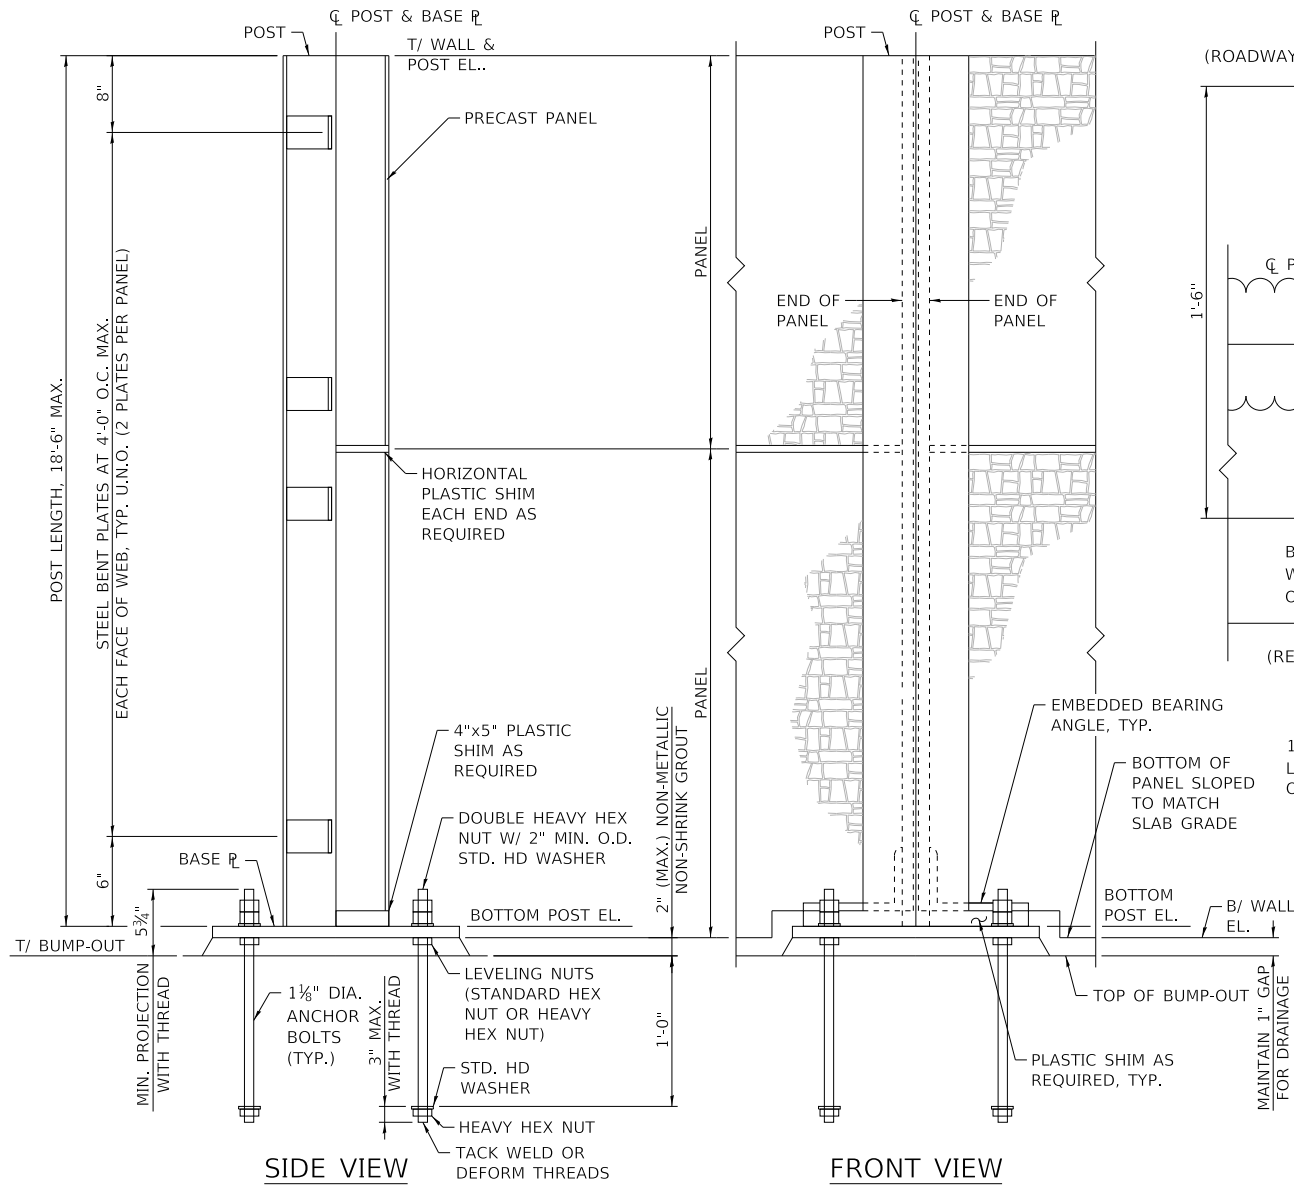 ℄ POST & BASE ⅊
POST
T/ WALL &
POST EL..
8"
PRECAST PANEL
POST LENGTH, 18'-6" MAX.
STEEL BENT PLATES AT 4'-0" O.C. MAX.
EACH FACE OF WEB, TYP. U.N.O. (2 PLATES PER PANEL)
HORIZONTAL
PLASTIC SHIM
EACH END AS
REQUIRED
4"x5" PLASTIC
SHIM AS
REQUIRED
DOUBLE HEAVY HEX
NUT W/ 2" MIN. O.D.
STD. HD WASHER
BASE ⅊
6"
5¾"
MIN. PROJECTION
WITH THREAD
T/ BUMP-OUT
BOTTOM POST EL.
1⅛" DIA.
ANCHOR
BOLTS
(TYP.)
3" MAX.
WITH THREAD
LEVELING NUTS
(STANDARD HEX
NUT OR HEAVY
HEX NUT)
STD. HD
WASHER
HEAVY HEX NUT
TACK WELD OR
DEFORM THREADS
SIDE VIEW
℄ POST & BASE ⅊
POST
PANEL
END OF
PANEL
END OF
PANEL
PANEL
2" (MAX.) NON-METALLIC
NON-SHRINK GROUT
1'-0"
EMBEDDED BEARING
ANGLE, TYP.
BOTTOM OF
PANEL SLOPED
TO MATCH
SLAB GRADE
BOTTOM
POST EL.
B/ WALL
EL.
TOP OF BUMP-OUT
PLASTIC SHIM AS
REQUIRED, TYP.
MAINTAIN 1" GAP
FOR DRAINAGE
FRONT VIEW
(ROADWAY
1'-6"
℄ P
B
W
O
(RE
1
L
O